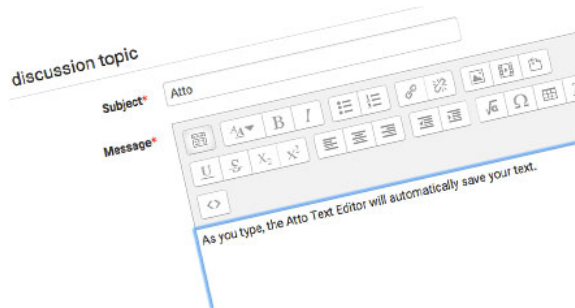 discussion topic
Subject*
Atto
Message*
As you type, the Atto Text Editor will automatically save your text.